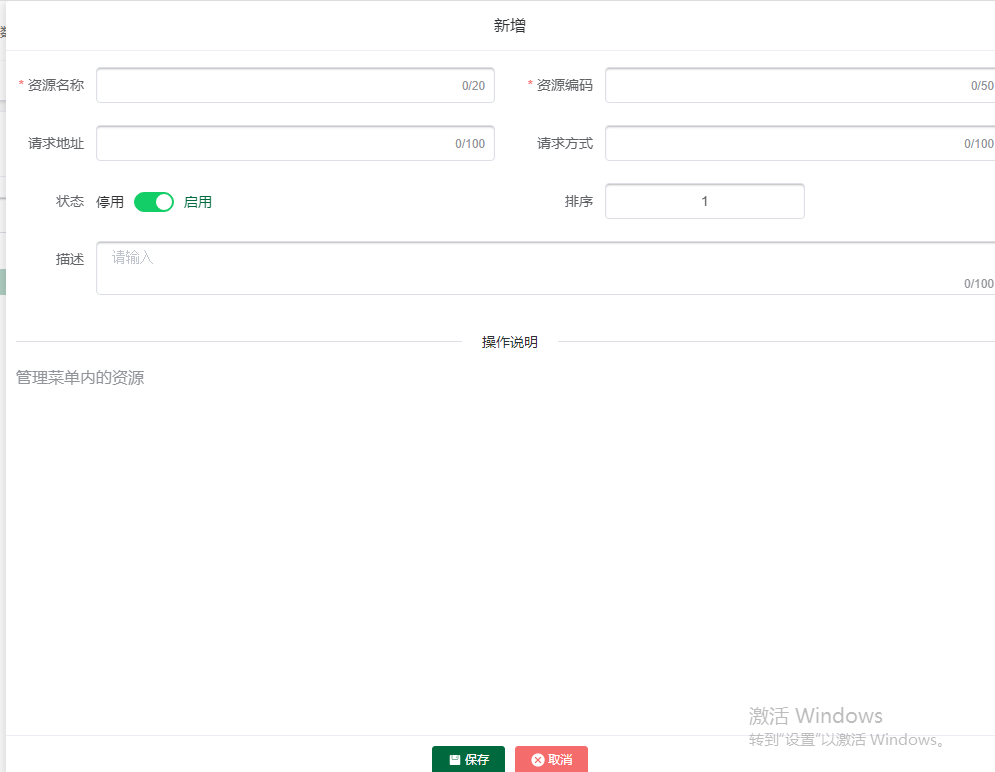 新增
* 资源名称 0/20 * 资源编码 0/50
请求地址 0/100 请求方式 0/100
状态 停用 启用 排序 1
描述 请输入
0/100
操作说明
管理菜单内的资源
激活 Windows
转到“设置”以激活 Windows。
保存 取消